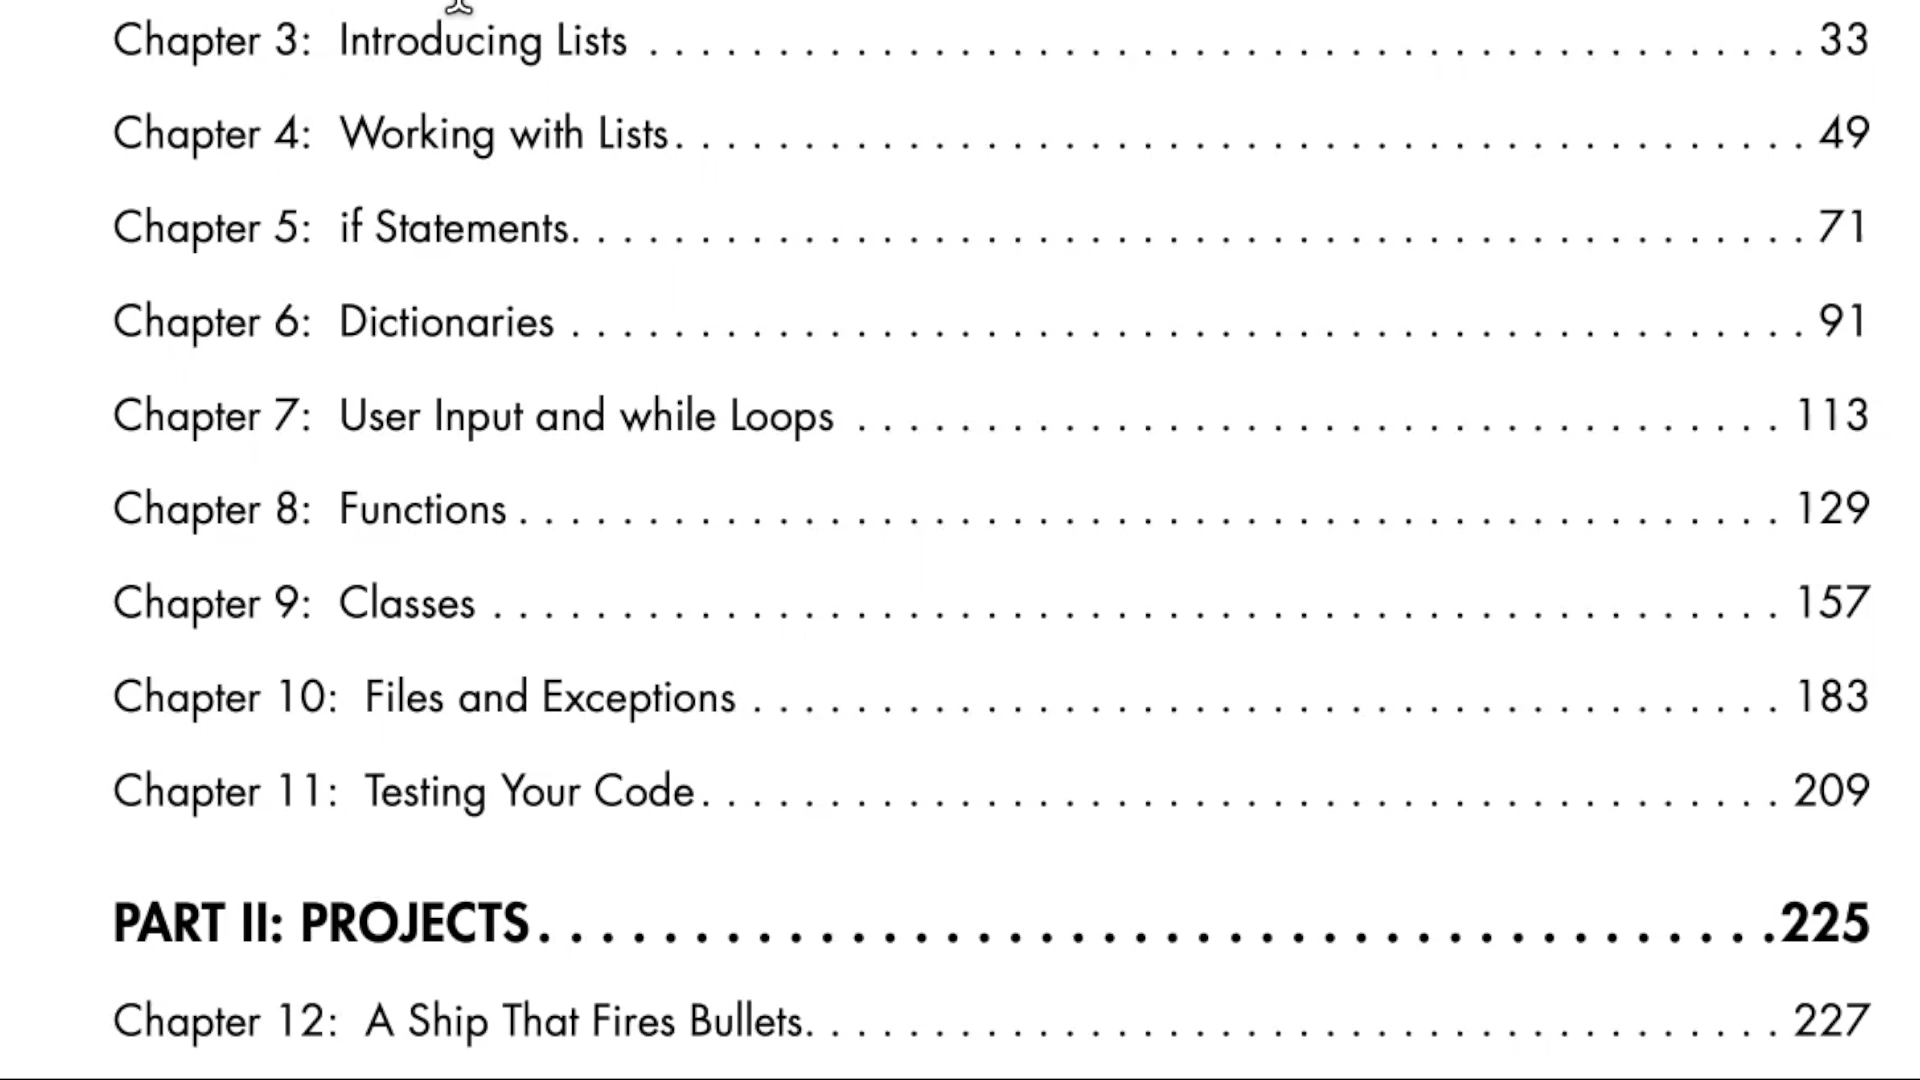 Chapter 3: Introducing Lists . . . . . . . . . . . . . . . . . . . . . . . . . . . . . . . . . . . . . . . . . . . . . 33
Chapter 4: Working with Lists. . . . . . . . . . . . . . . . . . . . . . . . . . . . . . . . . . . . . . . . . . . . 49
Chapter 5: if Statements. . . . . . . . . . . . . . . . . . . . . . . . . . . . . . . . . . . . . . . . . . . . . . . . 71
Chapter 6: Dictionaries . . . . . . . . . . . . . . . . . . . . . . . . . . . . . . . . . . . . . . . . . . . . . . . . 91
Chapter 7: User Input and while Loops . . . . . . . . . . . . . . . . . . . . . . . . . . . . . . . . . . . . 113
Chapter 8: Functions . . . . . . . . . . . . . . . . . . . . . . . . . . . . . . . . . . . . . . . . . . . . . . . . . 129
Chapter 9: Classes . . . . . . . . . . . . . . . . . . . . . . . . . . . . . . . . . . . . . . . . . . . . . . . . . . 157
Chapter 10: Files and Exceptions . . . . . . . . . . . . . . . . . . . . . . . . . . . . . . . . . . . . . . . . 183
Chapter 11: Testing Your Code. . . . . . . . . . . . . . . . . . . . . . . . . . . . . . . . . . . . . . . . . . 209
PART II: PROJECTS. . . . . . . . . . . . . . . . . . . . . . . . . . . . . . . . . . . . . . . .225
Chapter 12: A Ship That Fires Bullets. . . . . . . . . . . . . . . . . . . . . . . . . . . . . . . . . . . . . . 227